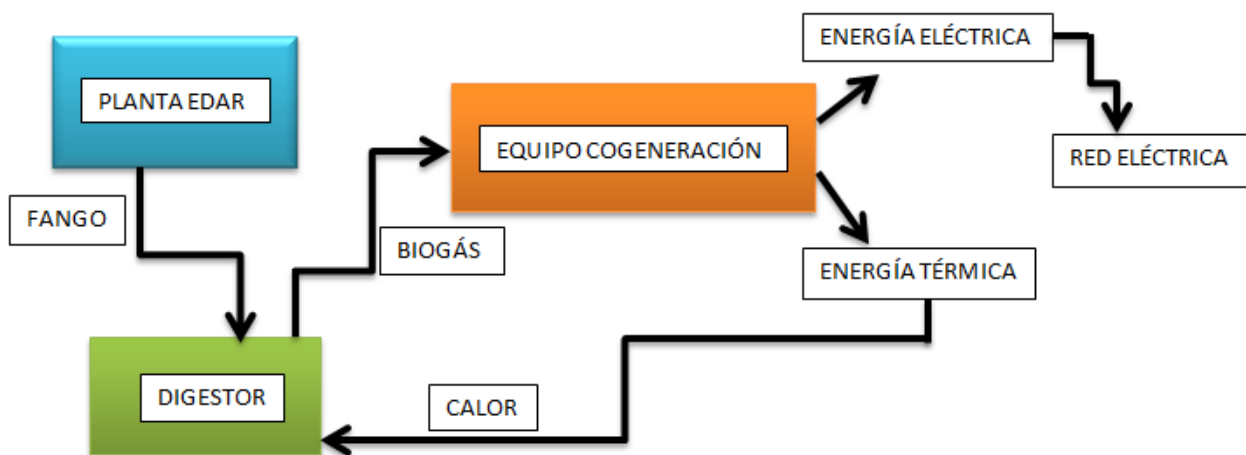 PLANTA EDAR
ENERGÍA ELÉCTRICA
EQUIPO COGENERACIÓN
RED ELÉCTRICA
FANGO
BIOGÁS
ENERGÍA TÉRMICA
DIGESTOR
CALOR